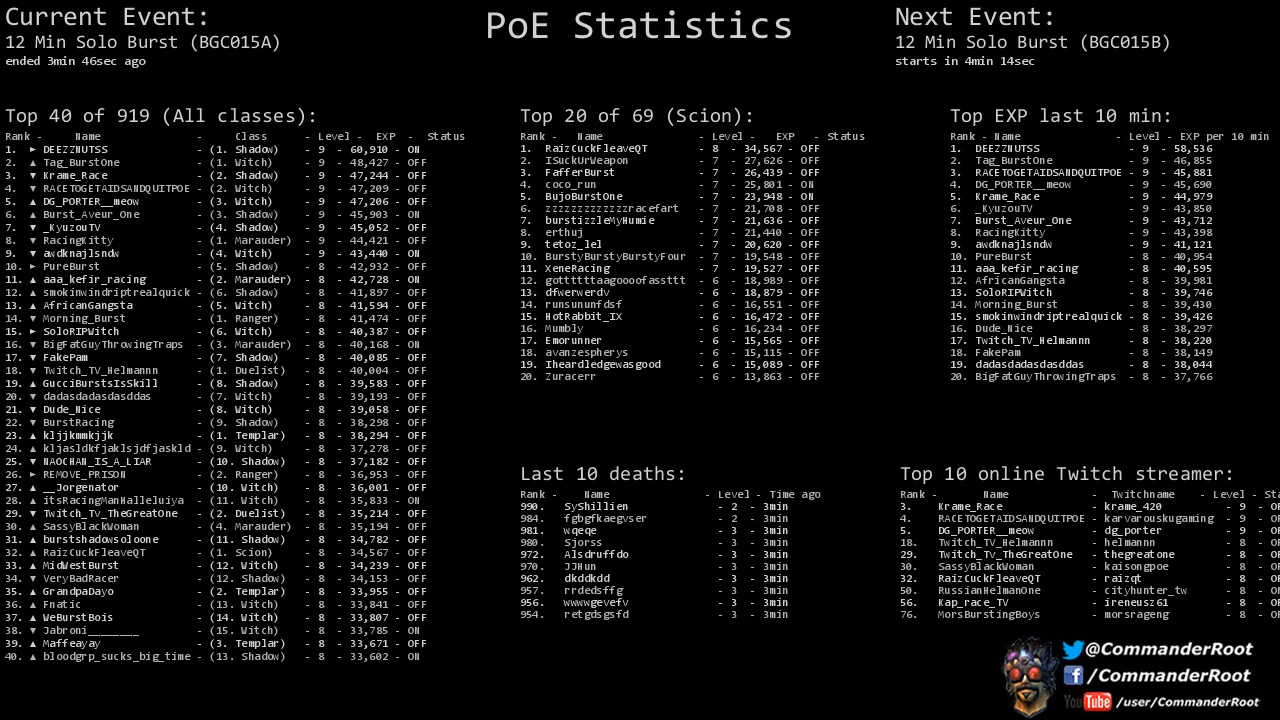 Current Event:
12 Min Solo Burst (BGC015A)
ended 3min 46sec ago
PoE Statistics
Next Event:
12 Min Solo Burst (BGC015B)
starts in 4min 14sec
Top 40 of 919 (All classes):
Rank - Name - Class - Level - EXP - Status
1. ► DEEZZNUTSS - (1. Shadow) - 9 - 60,910 - ON
2. ▲ Tag_BurstOne - (1. Witch) - 9 - 48,427 - OFF
3. ▼ Krame_Race - (2. Shadow) - 9 - 47,244 - OFF
4. ▼ RACETOGETAIDSANDQUITPOE - (2. Witch) - 9 - 47,209 - OFF
5. ▲ DG_PORTER__meow - (3. Witch) - 9 - 47,206 - OFF
6. ▲ Burst_Aveur_One - (3. Shadow) - 9 - 45,903 - ON
7. ▼ _KyuzouTV - (4. Shadow) - 9 - 45,052 - OFF
8. ▼ RacingKitty - (1. Marauder) - 9 - 44,421 - OFF
9. ▼ awdknajlsndw - (4. Witch) - 9 - 43,440 - ON
10. ► PureBurst - (5. Shadow) - 8 - 42,932 - OFF
11. ▲ aaa_kefir_racing - (2. Marauder) - 8 - 42,728 - ON
12. ▲ smokinwindriptrealquick - (6. Shadow) - 8 - 41,897 - OFF
13. ▲ AfricanGangsta - (5. Witch) - 8 - 41,594 - OFF
14. ▼ Morning_Burst - (1. Ranger) - 8 - 41,474 - OFF
15. ► SoloRIPWitch - (6. Witch) - 8 - 40,387 - OFF
16. ▼ BigFatGuyThrowingTraps - (3. Marauder) - 8 - 40,168 - ON
17. ▼ FakePam - (7. Shadow) - 8 - 40,085 - OFF
18. ▼ Twitch_TV_Helmannn - (1. Duelist) - 8 - 40,004 - OFF
19. ▲ GucciBurstsIsSkill - (8. Shadow) - 8 - 39,583 - OFF
20. ▼ dadasdadasdasddas - (7. Witch) - 8 - 39,193 - OFF
21. ▼ Dude_Nice - (8. Witch) - 8 - 39,058 - OFF
22. ▼ BurstRacing - (9. Shadow) - 8 - 38,298 - OFF
23. ▲ kljjkmmkjjk - (1. Templar) - 8 - 38,294 - OFF
24. ▲ kljasldkfjaklsjdfjaskld - (9. Witch) - 8 - 37,278 - OFF
25. ▼ NAOCHAN_IS_A_LIAR - (10. Shadow) - 8 - 37,182 - OFF
26. ► REMOVE_PRISON - (2. Ranger) - 8 - 36,953 - OFF
27. ▲ __Jorgenator - (10. Witch) - 8 - 36,001 - OFF
28. ▲ itsRacingManHalleluiya - (11. Witch) - 8 - 35,833 - ON
29. ▼ Twitch_Tv_TheGreatOne - (2. Duelist) - 8 - 35,214 - OFF
30. ▲ SassyBlackWoman - (4. Marauder) - 8 - 35,194 - OFF
31. ▲ burstshadowsoloone - (11. Shadow) - 8 - 34,782 - OFF
32. ▲ RaizCuckFleaveQT - (1. Scion) - 8 - 34,567 - OFF
33. ▲ MidWestBurst - (12. Witch) - 8 - 34,239 - OFF
34. ▼ VeryBadRacer - (12. Shadow) - 8 - 34,153 - OFF
35. ▲ GrandpaDayo - (2. Templar) - 8 - 33,955 - OFF
36. ▲ Fnatic - (13. Witch) - 8 - 33,841 - OFF
37. ▲ WeBurstBois - (14. Witch) - 8 - 33,807 - OFF
38. ▼ Jabroni________ - (15. Witch) - 8 - 33,785 - ON
39. ▲ Maffeayay - (3. Templar) - 8 - 33,671 - OFF
40. ▲ bloodgrp_sucks_big_time - (13. Shadow) - 8 - 33,602 - ON
Top 20 of 69 (Scion):
Rank - Name - Level - EXP - Status
1. RaizCuckFleaveQT - 8 - 34,567 - OFF
2. ISuckUrWeapon - 7 - 27,626 - OFF
3. FafferBurst - 7 - 26,439 - OFF
4. coco_run - 7 - 25,801 - ON
5. BujoBurstOne - 7 - 23,948 - ON
6. zzzzzzzzzzzzracefart - 7 - 21,708 - OFF
7. burstizzleMyHumie - 7 - 21,636 - OFF
8. erthuj - 7 - 21,440 - OFF
9. tetoz_lel - 7 - 20,620 - OFF
10. BurstyBurstyBurstyFour - 7 - 19,548 - OFF
11. XeneRacing - 7 - 19,527 - OFF
12. gottttttaagoooofassttt - 6 - 18,989 - OFF
13. dfwerwerdv - 6 - 18,879 - OFF
14. runsununfdsf - 6 - 16,551 - OFF
15. HotRabbit_IX - 6 - 16,472 - OFF
16. Mumbly - 6 - 16,234 - OFF
17. Emorunner - 6 - 15,565 - OFF
18. avanzespherys - 6 - 15,115 - OFF
19. Iheardledgewasgood - 6 - 15,089 - OFF
20. Zuracerr - 6 - 13,863 - OFF
Top EXP last 10 min:
Rank - Name - Level - EXP per 10 min
1. DEEZZNUTSS - 9 - 58,536
2. Tag_BurstOne - 9 - 46,855
3. RACETOGETAIDSANDQUITPOE - 9 - 45,881
4. DG_PORTER__meow - 9 - 45,690
5. Krame_Race - 9 - 44,979
6. _KyuzouTV - 9 - 43,850
7. Burst_Aveur_One - 9 - 43,712
8. RacingKitty - 9 - 43,398
9. awdknajlsndw - 9 - 41,121
10. PureBurst - 8 - 40,954
11. aaa_kefir_racing - 8 - 40,595
12. AfricanGangsta - 8 - 39,981
13. SoloRIPWitch - 8 - 39,746
14. Morning_Burst - 8 - 39,430
15. smokinwindriptrealquick - 8 - 39,426
16. Dude_Nice - 8 - 38,297
17. Twitch_TV_Helmannn - 8 - 38,220
18. FakePam - 8 - 38,149
19. dadasdadasdasddas - 8 - 38,044
20. BigFatGuyThrowingTraps - 8 - 37,766
Last 10 deaths:
Rank - Name - Level - Time ago
990. SyShillien - 2 - 3min
984. fgbgfkaegvser - 2 - 3min
981. wqeqe - 3 - 3min
980. Sjorss - 3 - 3min
972. Alsdruffdo - 3 - 3min
970. JJHun - 3 - 3min
962. dkddkdd - 3 - 3min
957. rrdedsffg - 3 - 3min
956. wwwwgevefv - 3 - 3min
954. retgdsgsfd - 3 - 3min
Top 10 online Twitch streamer:
Rank - Name - Twitchname - Level - Sta
3. Krame_Race - krame_420 - 9 - OF
4. RACETOGETAIDSANDQUITPOE - karvarouskugaming - 9 - OF
5. DG_PORTER__meow - dg_porter - 9 - OF
18. Twitch_TV_Helmannn - helmannn - 8 - OF
29. Twitch_Tv_TheGreatOne - thegreatone - 8 - OF
30. SassyBlackWoman - kaisongpoe - 8 - OF
32. RaizCuckFleaveQT - raizqt - 8 - OF
50. RussianHelmanOne - cityhunter_tw - 8 - OF
56. Kap_race_TV - ireneusz61 - 8 - OF
76. MorsBurstingBoys - morsrageng - 8 - OF
@CommanderRoot
/CommanderRoot
YouTube /user/CommanderRoot